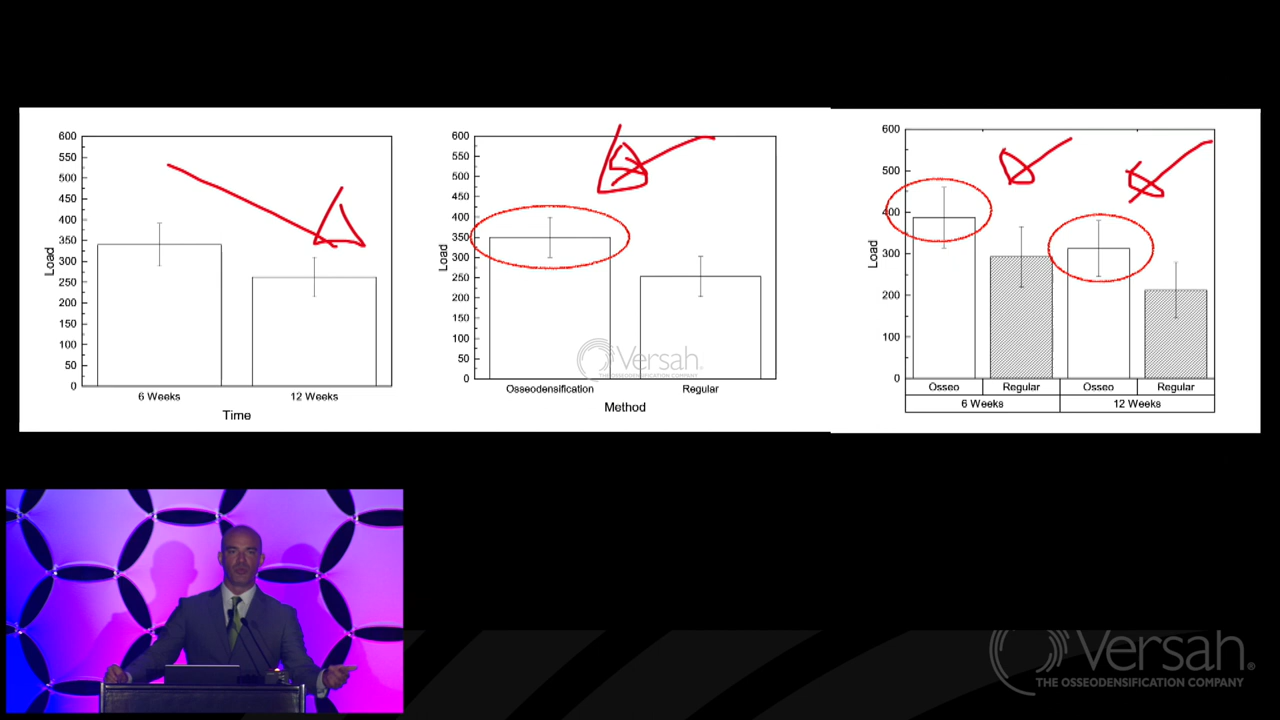 600
550
500
450
400
350
300
250
200
150
100
50
0
Load
6 Weeks
12 Weeks
Time
600
550
500
450
400
350
300
250
200
150
100
50
0
Load
Osseodensification
Regular
Method
Versah®
THE OSSEODENSIFICATION COMPANY
600
500
400
300
200
100
0
Load
Osseo
Regular
Osseo
Regular
6 Weeks
12 Weeks
Versah®
THE OSSEODENSIFICATION COMPANY